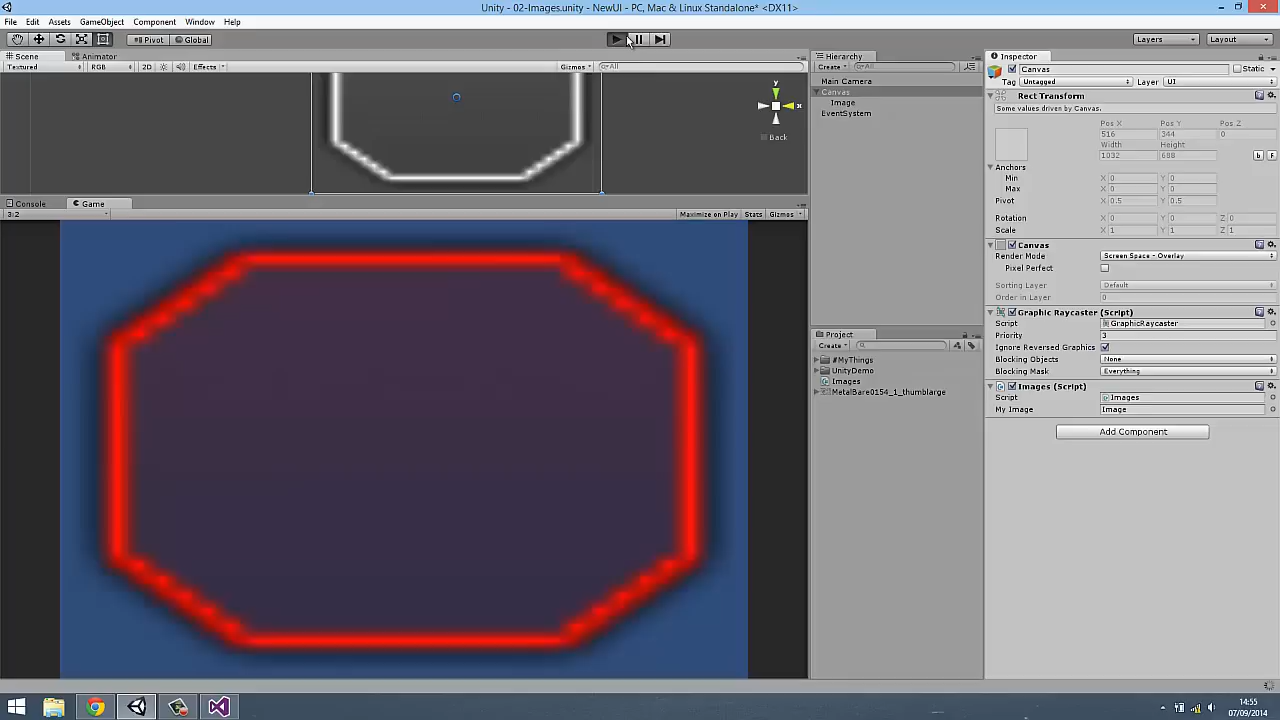 Unity - 02-Images.unity - NewUI - PC, Mac & Linux Standalone* <DX11>
File Edit Assets GameObject Component Window Help
Pivot Global Layers Layout
Scene Animator
Textured RGB 2D Effects Gizmos All
y
x
Back
Console Game
3:2 Maximize on Play Stats Gizmos
Hierarchy
Create All
Main Camera
Canvas
Image
EventSystem
Project
Create
#MyThings
UnityDemo
Images
MetalBare0154_1_thumblarge
Inspector
Canvas Static
Tag Untagged Layer UI
Rect Transform
Some values driven by Canvas.
Pos X Pos Y Pos Z
516 344 0
Width Height
1032 688 R
Anchors
Min X 0 Y 0
Max X 0 Y 0
Pivot X 0.5 Y 0.5
Rotation X 0 Y 0 Z 0
Scale X 1 Y 1 Z 1
Canvas
Render Mode Screen Space - Overlay
Pixel Perfect
Sorting Layer Default
Order in Layer 0
Graphic Raycaster (Script)
Script GraphicRaycaster
Priority 3
Ignore Reversed Graphics
Blocking Objects None
Blocking Mask Everything
Images (Script)
Script Images
My Image Image
Add Component
14:55
07/09/2014